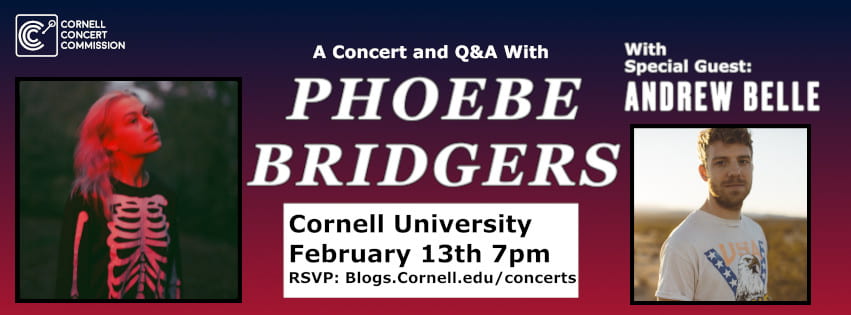 CORNELL
CONCERT
COMMISSION
A Concert and Q&A With
PHOEBE
BRIDGERS
Cornell University
February 13th 7pm
RSVP: Blogs.Cornell.edu/concerts
With
Special Guest:
ANDREW BELLE
USA